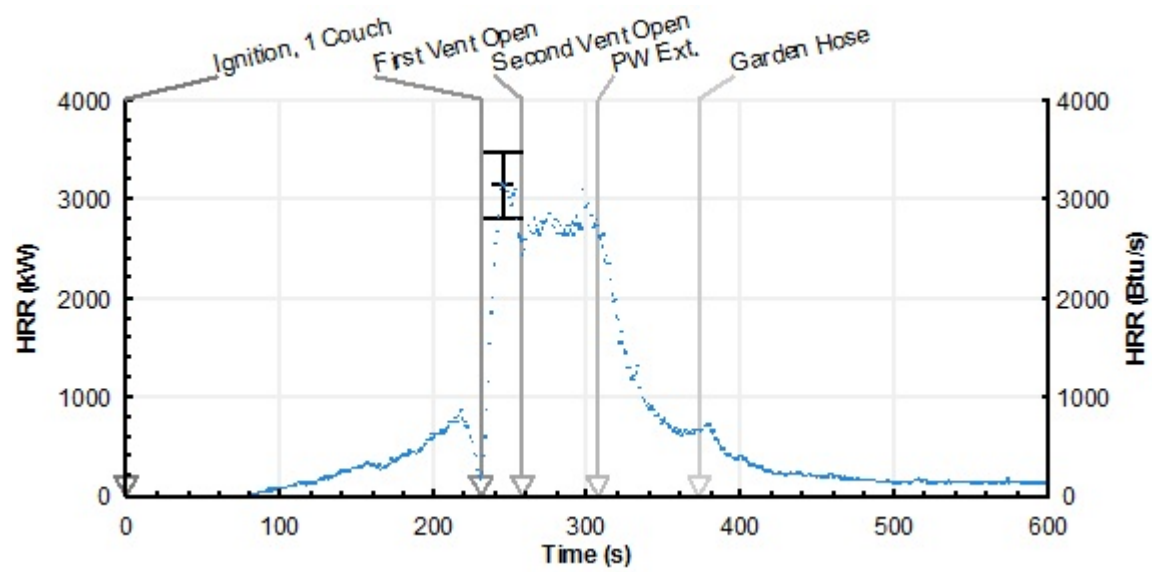 Ignition, 1 Couch
First Vent Open
Second Vent Open
PW Ext.
Garden Hose
4000
3000
2000
1000
0
HRR (kW)
4000
3000
2000
1000
0
HRR (Btu/s)
0 100 200 300 400 500 600
Time (s)